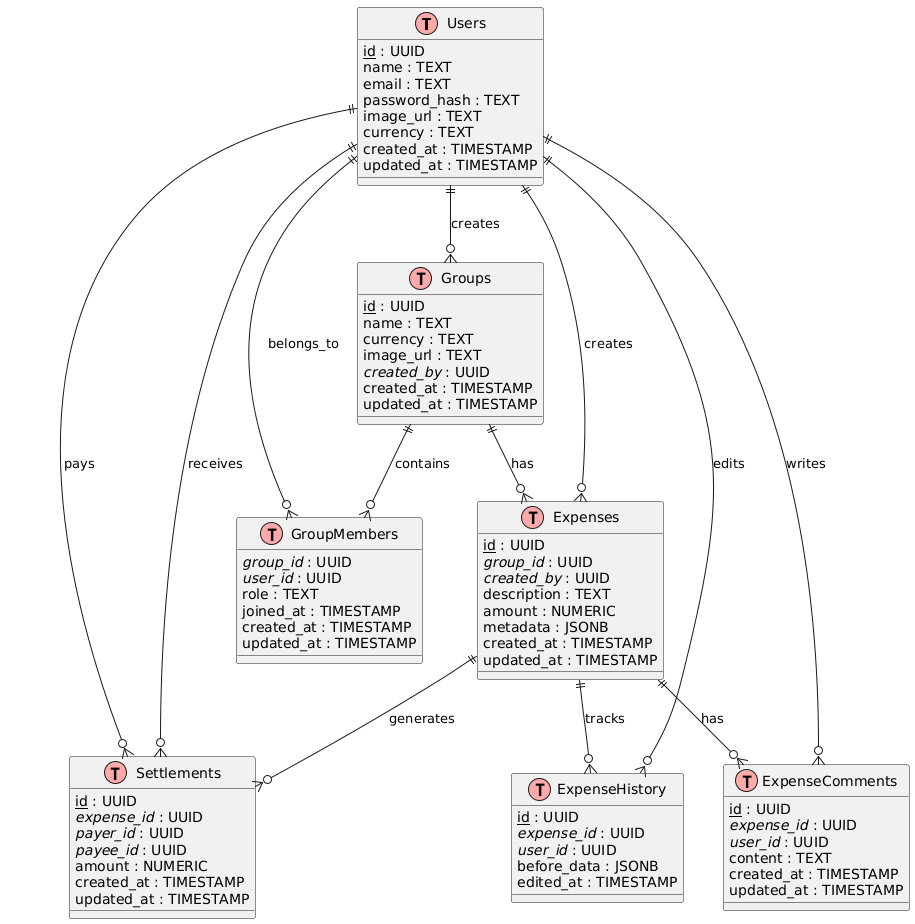 T Users
id : UUID
name : TEXT
email : TEXT
password_hash : TEXT
image_url : TEXT
currency : TEXT
created_at : TIMESTAMP
updated_at : TIMESTAMP
creates
T Groups
id : UUID
name : TEXT
currency : TEXT
image_url : TEXT
created_by : UUID
created_at : TIMESTAMP
updated_at : TIMESTAMP
belongs_to
creates
pays
receives
contains
has
edits
writes
T GroupMembers
group_id : UUID
user_id : UUID
role : TEXT
joined_at : TIMESTAMP
created_at : TIMESTAMP
updated_at : TIMESTAMP
T Expenses
id : UUID
group_id : UUID
created_by : UUID
description : TEXT
amount : NUMERIC
metadata : JSONB
created_at : TIMESTAMP
updated_at : TIMESTAMP
generates
tracks
has
T Settlements
id : UUID
expense_id : UUID
payer_id : UUID
payee_id : UUID
amount : NUMERIC
created_at : TIMESTAMP
updated_at : TIMESTAMP
T ExpenseHistory
id : UUID
expense_id : UUID
user_id : UUID
before_data : JSONB
edited_at : TIMESTAMP
T ExpenseComments
id : UUID
expense_id : UUID
user_id : UUID
content : TEXT
created_at : TIMESTAMP
updated_at : TIMESTAMP